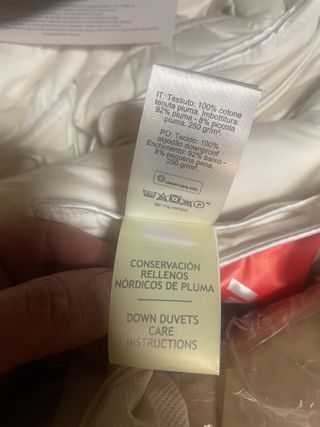 IT: Tessuto: 100% cotone
tenuta piuma. Imbottitura:
92% piuma - 8% piccola
piuma. 250 gr/m².
PO: Tecido: 100%
algodão downproof
Enchimento: 92% baixo -
8% pequena pena.
250 gr/m².
CONSERVACIÓN
RELLENOS
NÓRDICOS DE PLUMA
DOWN DUVETS
CARE
INSTRUCTIONS